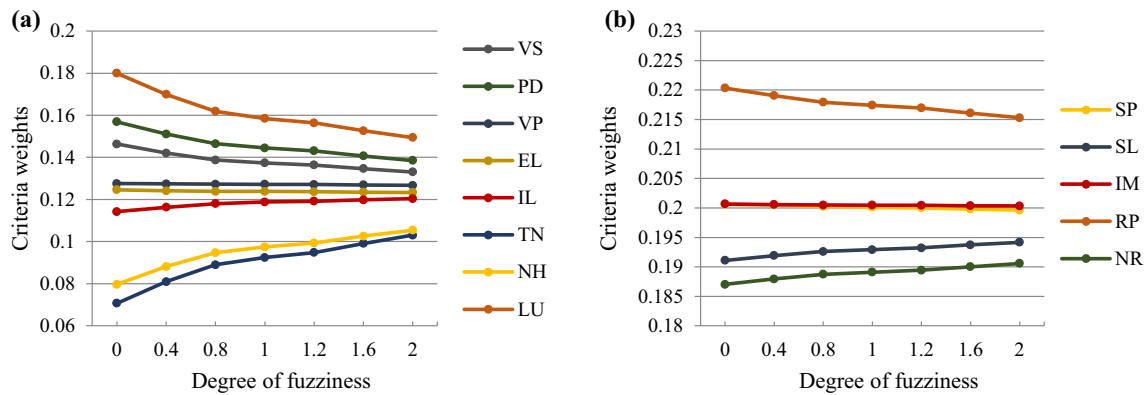 (a)
0.2
0.18
0.16
0.14
0.12
0.1
0.08
0.06
Criteria weights
0 0.4 0.8 1 1.2 1.6 2
Degree of fuzziness
VS
PD
VP
EL
IL
TN
NH
LU
(b)
0.23
0.225
0.22
0.215
0.21
0.205
0.2
0.195
0.19
0.185
0.18
Criteria weights
0 0.4 0.8 1 1.2 1.6 2
Degree of fuzziness
SP
SL
IM
RP
NR